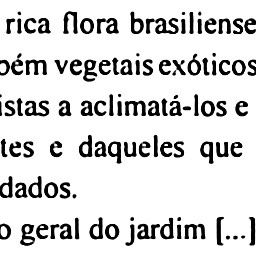 rica flora brasiliense
bém vegetais exóticos
istas a aclimatá-los e
tes e daqueles que
dados.
o geral do jardim [...]